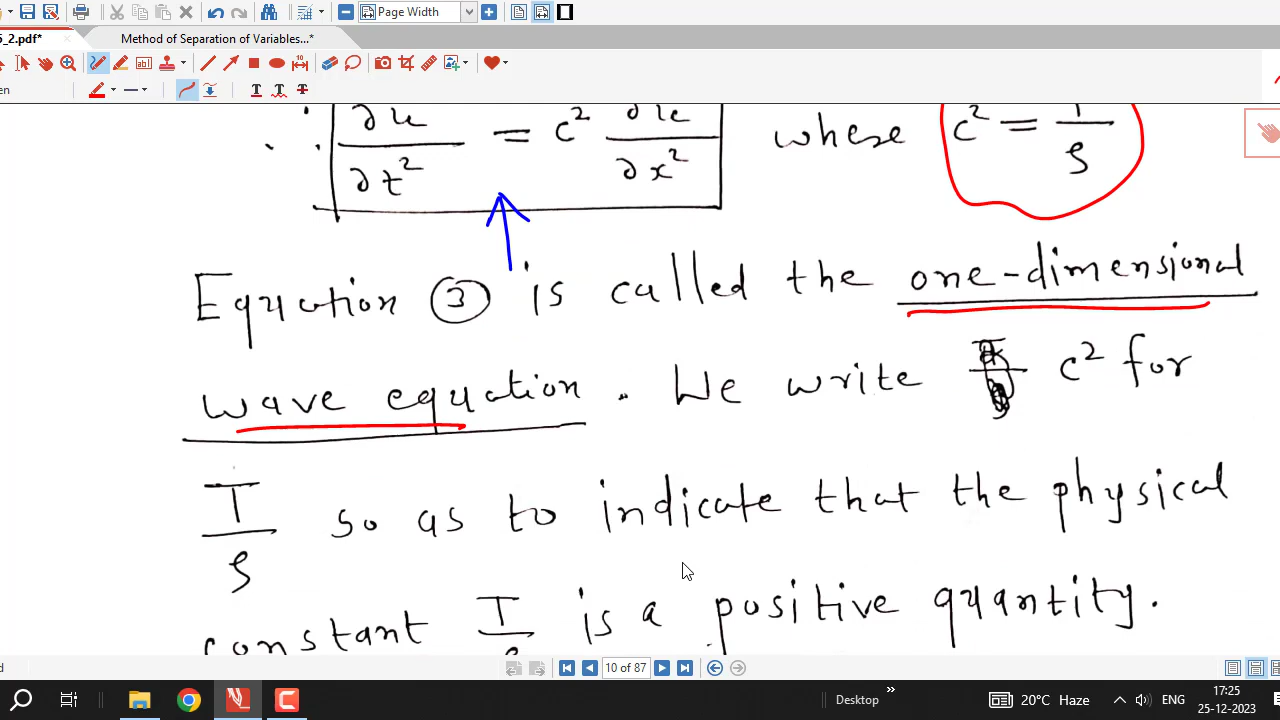 Page Width
5_2.pdf*
Method of Separation of Variables...*
∴ ∂²u/∂t² = c² ∂²u/∂x² where c² = T/ρ
Equation ③ is called the one-dimensional
wave equation. We write c² for
T/ρ so as to indicate that the physical
constant T/ρ is a positive quantity.
10 of 87
Desktop
»
20°C Haze
ENG
17:25
25-12-2023